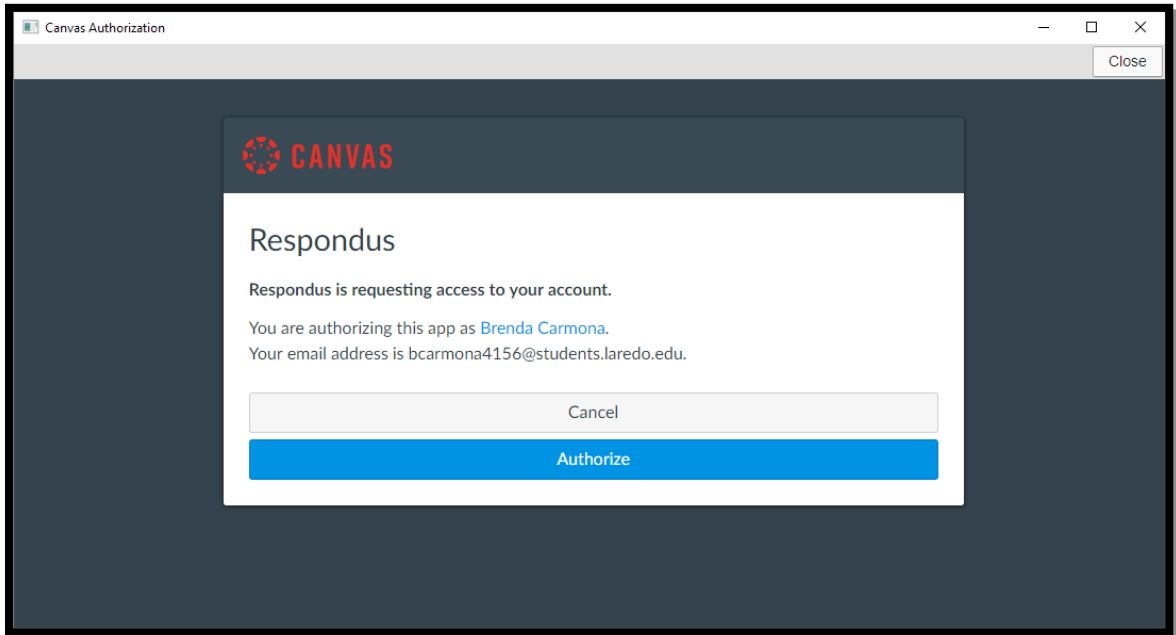 Canvas Authorization
Close
CANVAS
Respondus
Respondus is requesting access to your account.
You are authorizing this app as Brenda Carmona.
Your email address is bcarmona4156@students.laredo.edu.
Cancel
Authorize